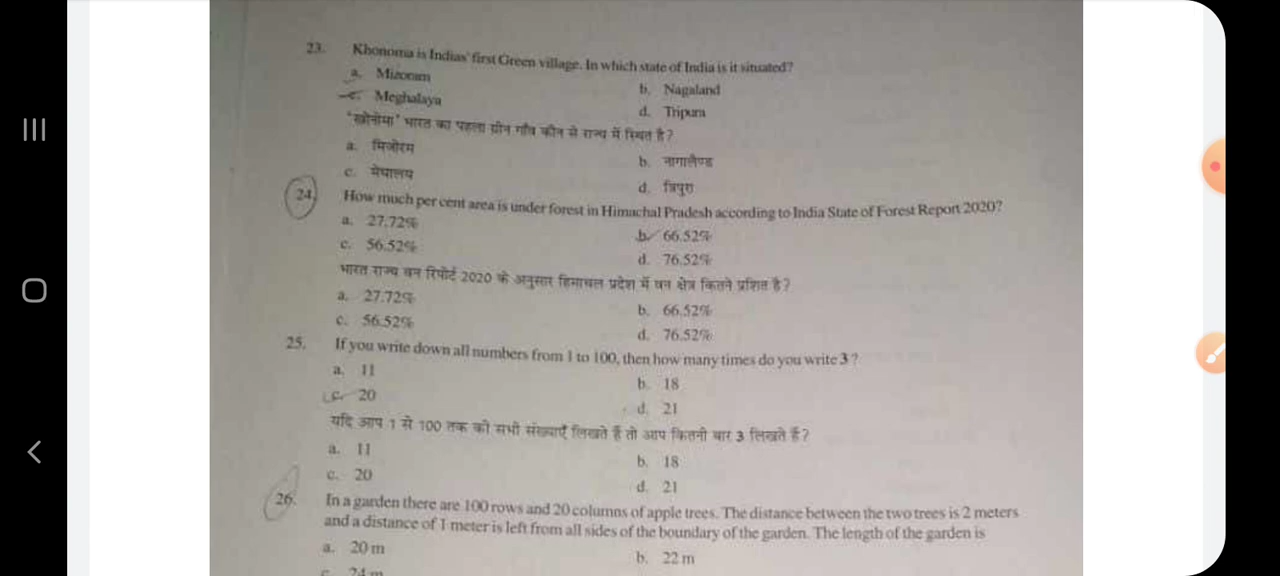 23. Khonoma is Indias' first Green village. In which state of India is it situated?
a. Mizoram
b. Nagaland
c. Meghalaya
d. Tripura
'खोनोमा' भारत का पहला ग्रीन गाँव कौन से राज्य में स्थित है?
a. मिजोरम
b. नागालैण्ड
c. मेघालय
d. त्रिपुरा
24. How much per cent area is under forest in Himachal Pradesh according to India State of Forest Report 2020?
a. 27.72%
b. 66.52%
c. 56.52%
d. 76.52%
भारत राज्य वन रिपोर्ट 2020 के अनुसार हिमाचल प्रदेश में वन क्षेत्र कितने प्रशित है?
a. 27.72%
b. 66.52%
c. 56.52%
d. 76.52%
25. If you write down all numbers from 1 to 100, then how many times do you write 3?
a. 11
b. 18
c. 20
d. 21
यदि आप 1 से 100 तक की सभी संख्याएँ लिखते हैं तो आप कितनी बार 3 लिखते हैं?
a. 11
b. 18
c. 20
d. 21
26. In a garden there are 100 rows and 20 columns of apple trees. The distance between the two trees is 2 meters
and a distance of 1 meter is left from all sides of the boundary of the garden. The length of the garden is
a. 20 m
b. 22 m
24 m